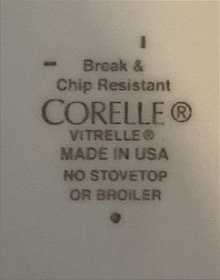 Break &
Chip Resistant
CORELLE®
VITRELLE®
MADE IN USA
NO STOVETOP
OR BROILER